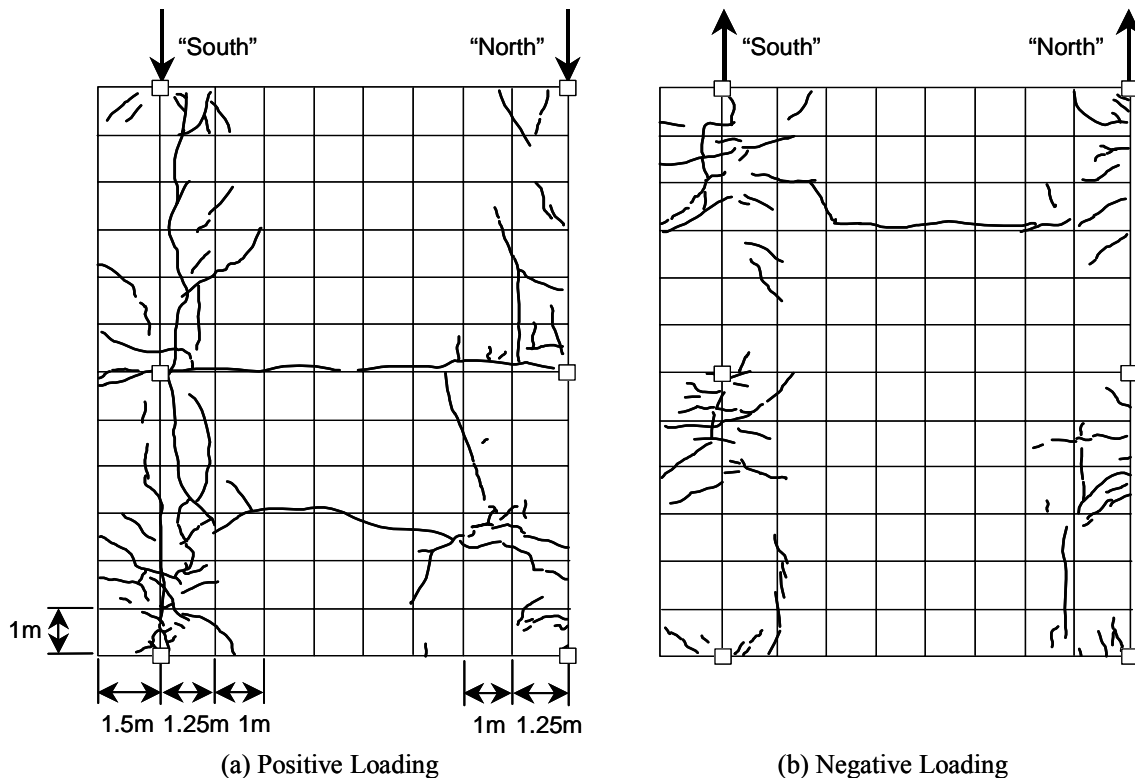 “South”
“North”
“South”
“North”
1m
1.5m
1.25m
1m
1m
1.25m
(a) Positive Loading
(b) Negative Loading